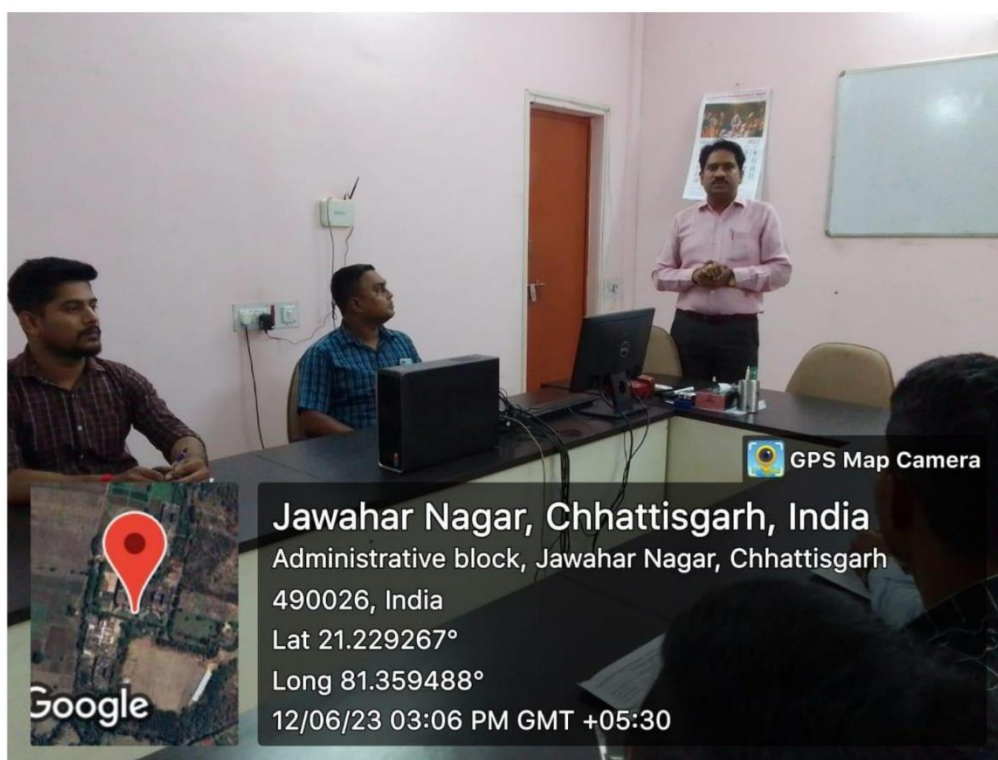 GPS Map Camera
Jawahar Nagar, Chhattisgarh, India
Administrative block, Jawahar Nagar, Chhattisgarh
490026, India
Lat 21.229267°
Long 81.359488°
12/06/23 03:06 PM GMT +05:30
Google